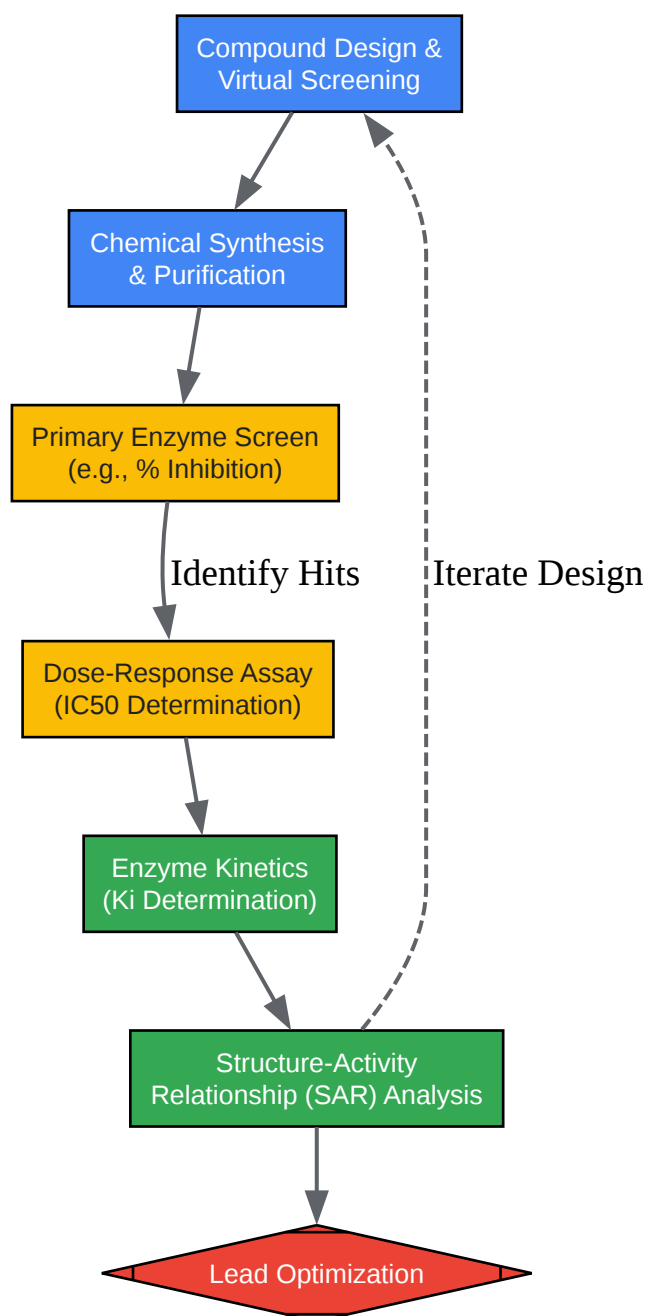 Compound Design &
Virtual Screening
Chemical Synthesis
& Purification
Primary Enzyme Screen
(e.g., % Inhibition)
Identify Hits
Iterate Design
Dose-Response Assay
(IC50 Determination)
Enzyme Kinetics
(Ki Determination)
Structure-Activity
Relationship (SAR) Analysis
Lead Optimization